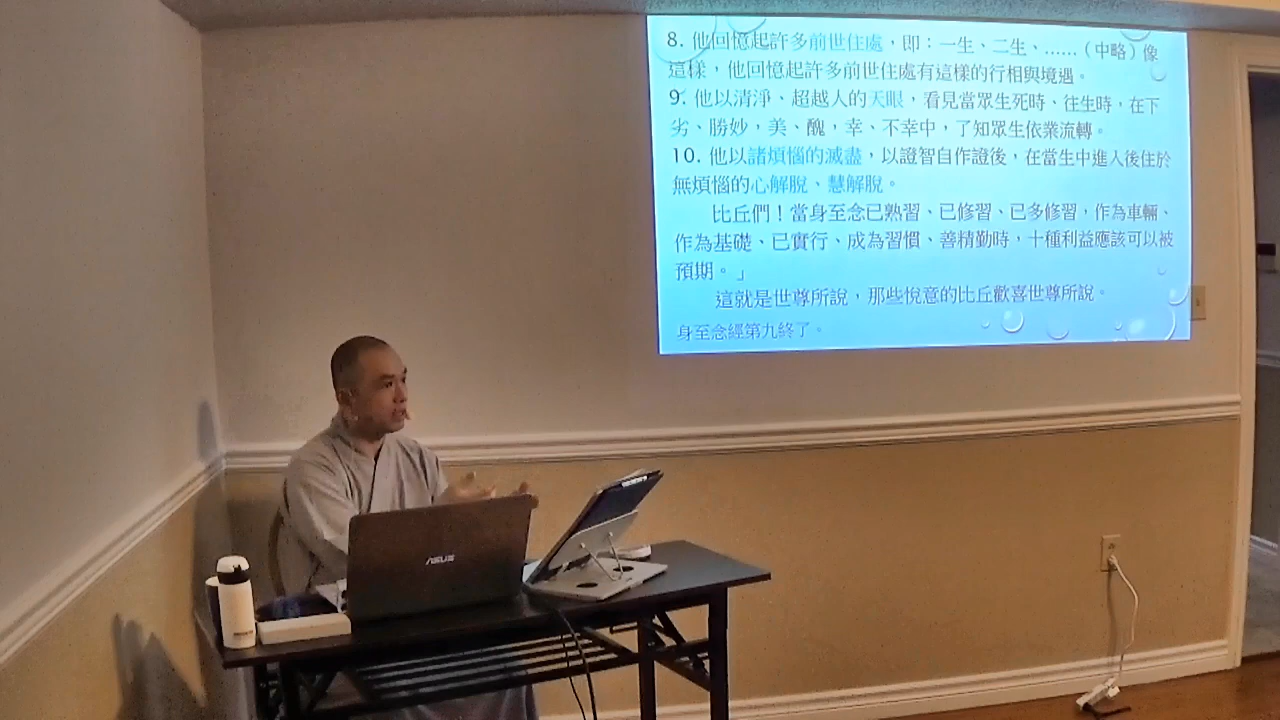 8. 他回憶起許多前世住處，即：一生、二生、……（中略）像
這樣，他回憶起許多前世住處有這樣的行相與境遇。
9. 他以清淨、超越人的天眼，看見當眾生死時、往生時，在下
劣、勝妙，美、醜，幸、不幸中，了知眾生依業流轉。
10. 他以諸煩惱的滅盡，以證智自作證後，在當生中進入後住於
無煩惱的心解脫、慧解脫。
比丘們！當身至念已熟習、已修習、已多修習，作為車輛、
作為基礎、已實行、成為習慣、善精勤時，十種利益應該可以被
預期。」
這就是世尊所說，那些悅意的比丘歡喜世尊所說。
身至念經第九終了。
ASUS